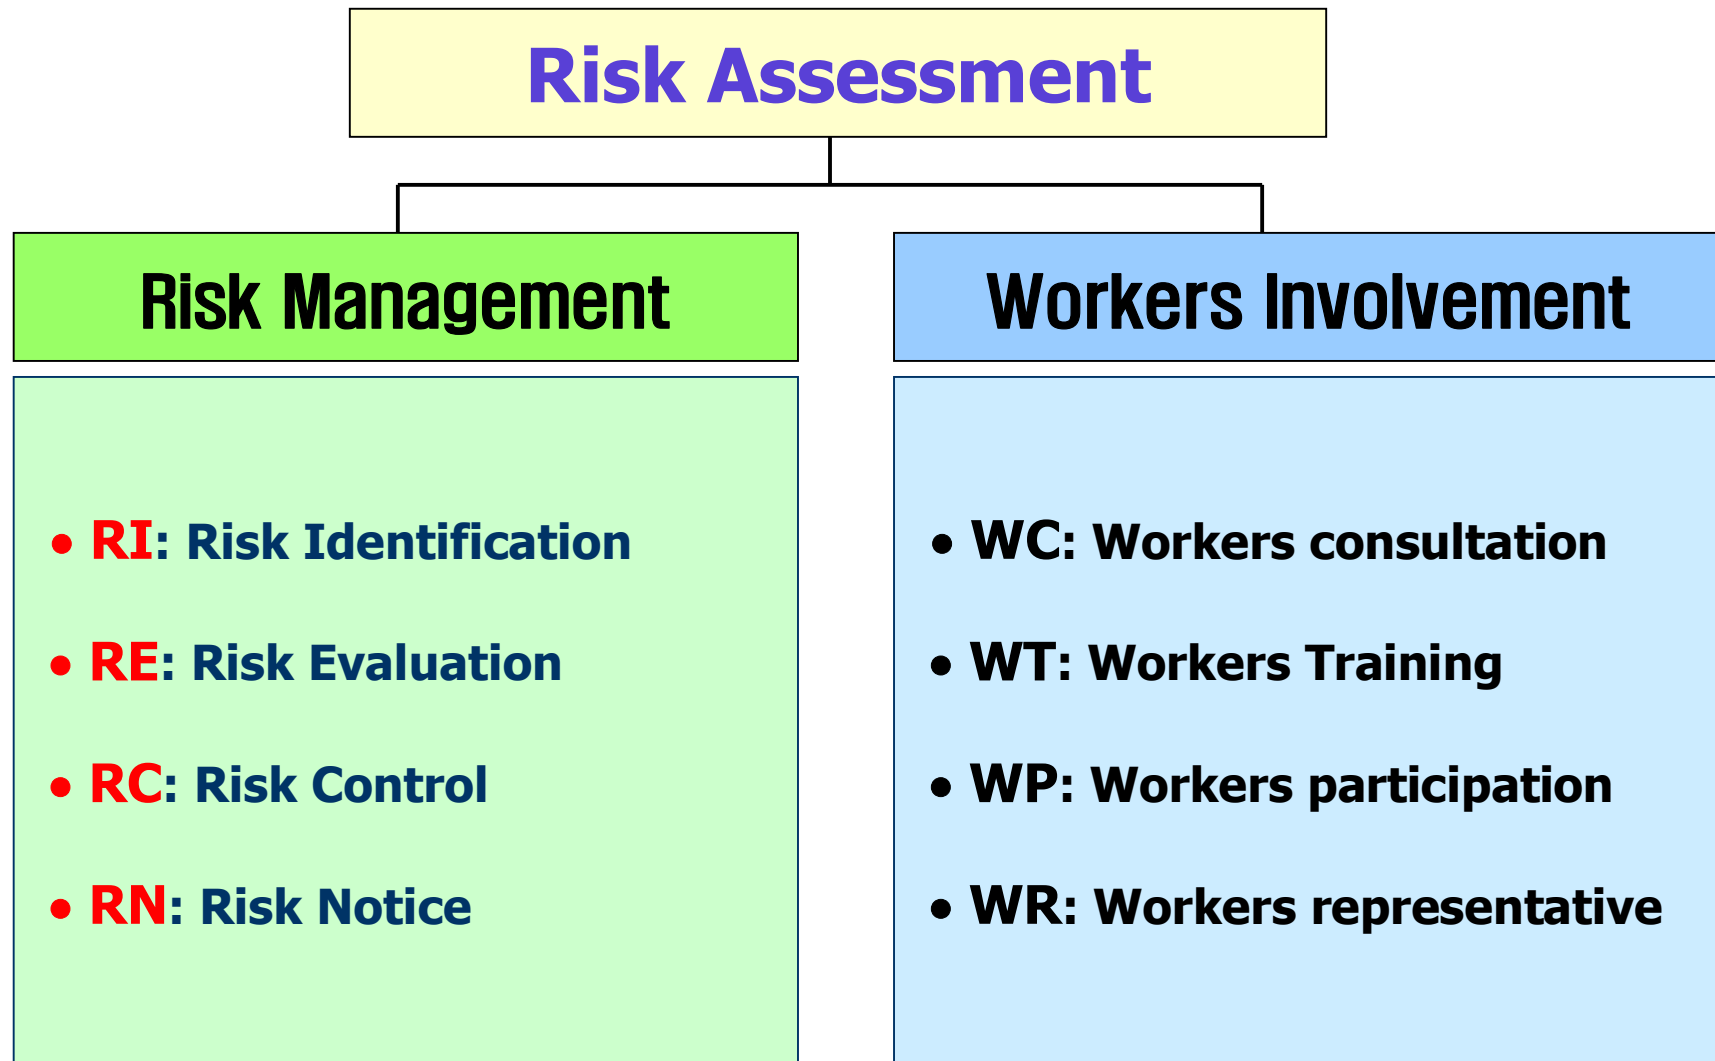 Risk Assessment
Risk Management
• RI: Risk Identification
• RE: Risk Evaluation
• RC: Risk Control
• RN: Risk Notice
Workers Involvement
• WC: Workers consultation
• WT: Workers Training
• WP: Workers participation
• WR: Workers representative